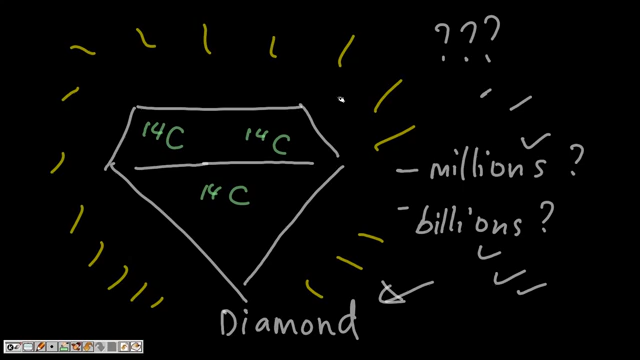 ???
14C 14C
– millions ?
14C
- billions ?
Diamond